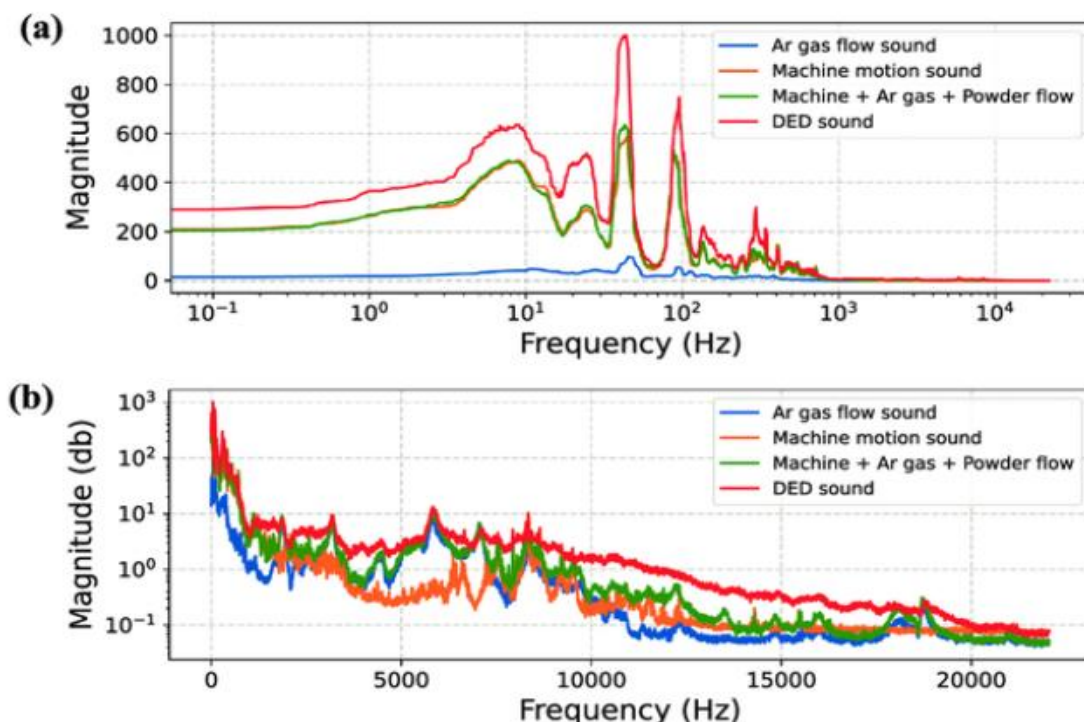 (a)
1000
800
600
400
200
0
Magnitude
Ar gas flow sound
Machine motion sound
Machine + Ar gas + Powder flow
DED sound
10⁻¹ 10⁰ 10¹ 10² 10³ 10⁴
Frequency (Hz)
(b)
10³
10²
10¹
10⁰
10⁻¹
Magnitude (db)
Ar gas flow sound
Machine motion sound
Machine + Ar gas + Powder flow
DED sound
0 5000 10000 15000 20000
Frequency (Hz)